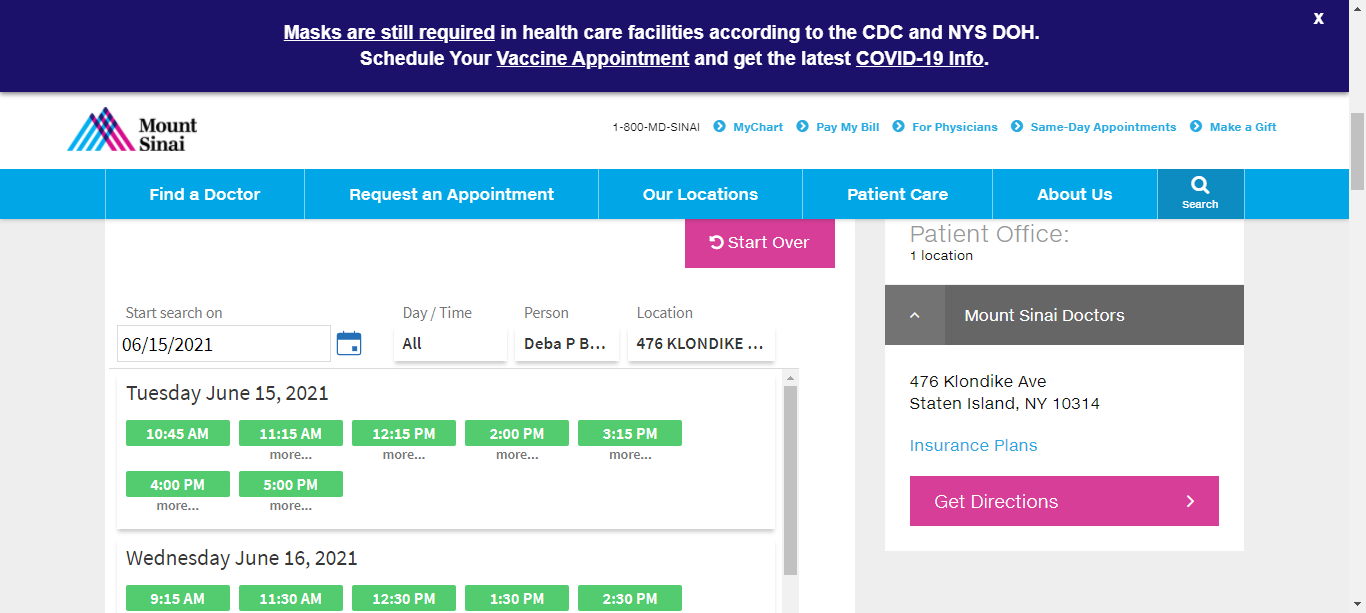 Masks are still required in health care facilities according to the CDC and NYS DOH.
X
Schedule Your Vaccine Appointment and get the latest COVID-19 Info.
Mount
Sinai
1-800-MD-SINAI MyChart Pay My Bill For Physicians Same-Day Appointments Make a Gift
Find a Doctor Request an Appointment Our Locations Patient Care About Us Search
Start Over
Start search on Day / Time Person Location
06/15/2021 All Deba P B... 476 KLONDIKE ...
Tuesday June 15, 2021
10:45 AM 11:15 AM 12:15 PM 2:00 PM 3:15 PM
more... more... more... more...
4:00 PM 5:00 PM
more... more...
Wednesday June 16, 2021
9:15 AM 11:30 AM 12:30 PM 1:30 PM 2:30 PM
Patient Office:
1 location
Mount Sinai Doctors
476 Klondike Ave
Staten Island, NY 10314
Insurance Plans
Get Directions